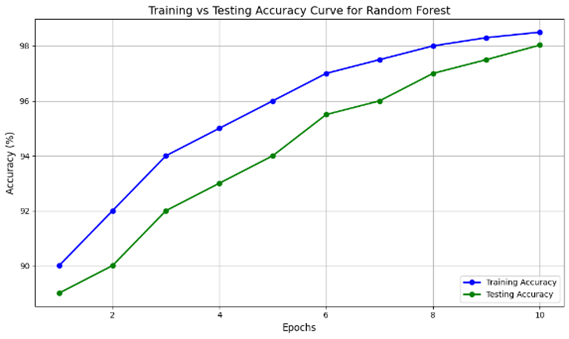 Training vs Testing Accuracy Curve for Random Forest
98
96
94
92
90
Accuracy (%)
Training Accuracy
Testing Accuracy
2 4 6 8 10
Epochs